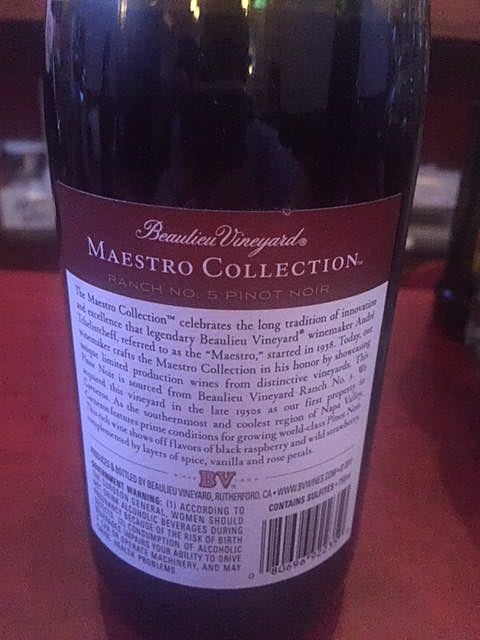 Beaulieu Vineyard®
MAESTRO COLLECTION™
RANCH NO. 5 PINOT NOIR
The Maestro Collection™ celebrates the long tradition of innovation
and excellence that legendary Beaulieu Vineyard® winemaker André
Tchelistcheff, referred to as the "Maestro," started in 1938. Today, our
winemaker crafts the Maestro Collection in his honor by showcasing
unique limited production wines from distinctive vineyards. This
Pinot Noir is sourced from Beaulieu Vineyard Ranch No. 5. We
planted this vineyard in the late 1950s as our first property in
Carneros. As the southernmost and coolest region of Napa Valley,
Carneros features prime conditions for growing world-class Pinot Noir.
This rich wine shows off flavors of black raspberry and wild strawberry
complemented by layers of spice, vanilla and rose petals.
BV®
& BOTTLED BY BEAULIEU VINEYARD, RUTHERFORD, CA • WWW.BVWINES.COM
CONTAINS SULFITES • 750ml
GOVERNMENT WARNING: (1) ACCORDING TO
THE SURGEON GENERAL, WOMEN SHOULD
NOT DRINK ALCOHOLIC BEVERAGES DURING
PREGNANCY BECAUSE OF THE RISK OF BIRTH
DEFECTS. (2) CONSUMPTION OF ALCOHOLIC
BEVERAGES IMPAIRS YOUR ABILITY TO DRIVE
A CAR OR OPERATE MACHINERY, AND MAY
CAUSE HEALTH PROBLEMS.